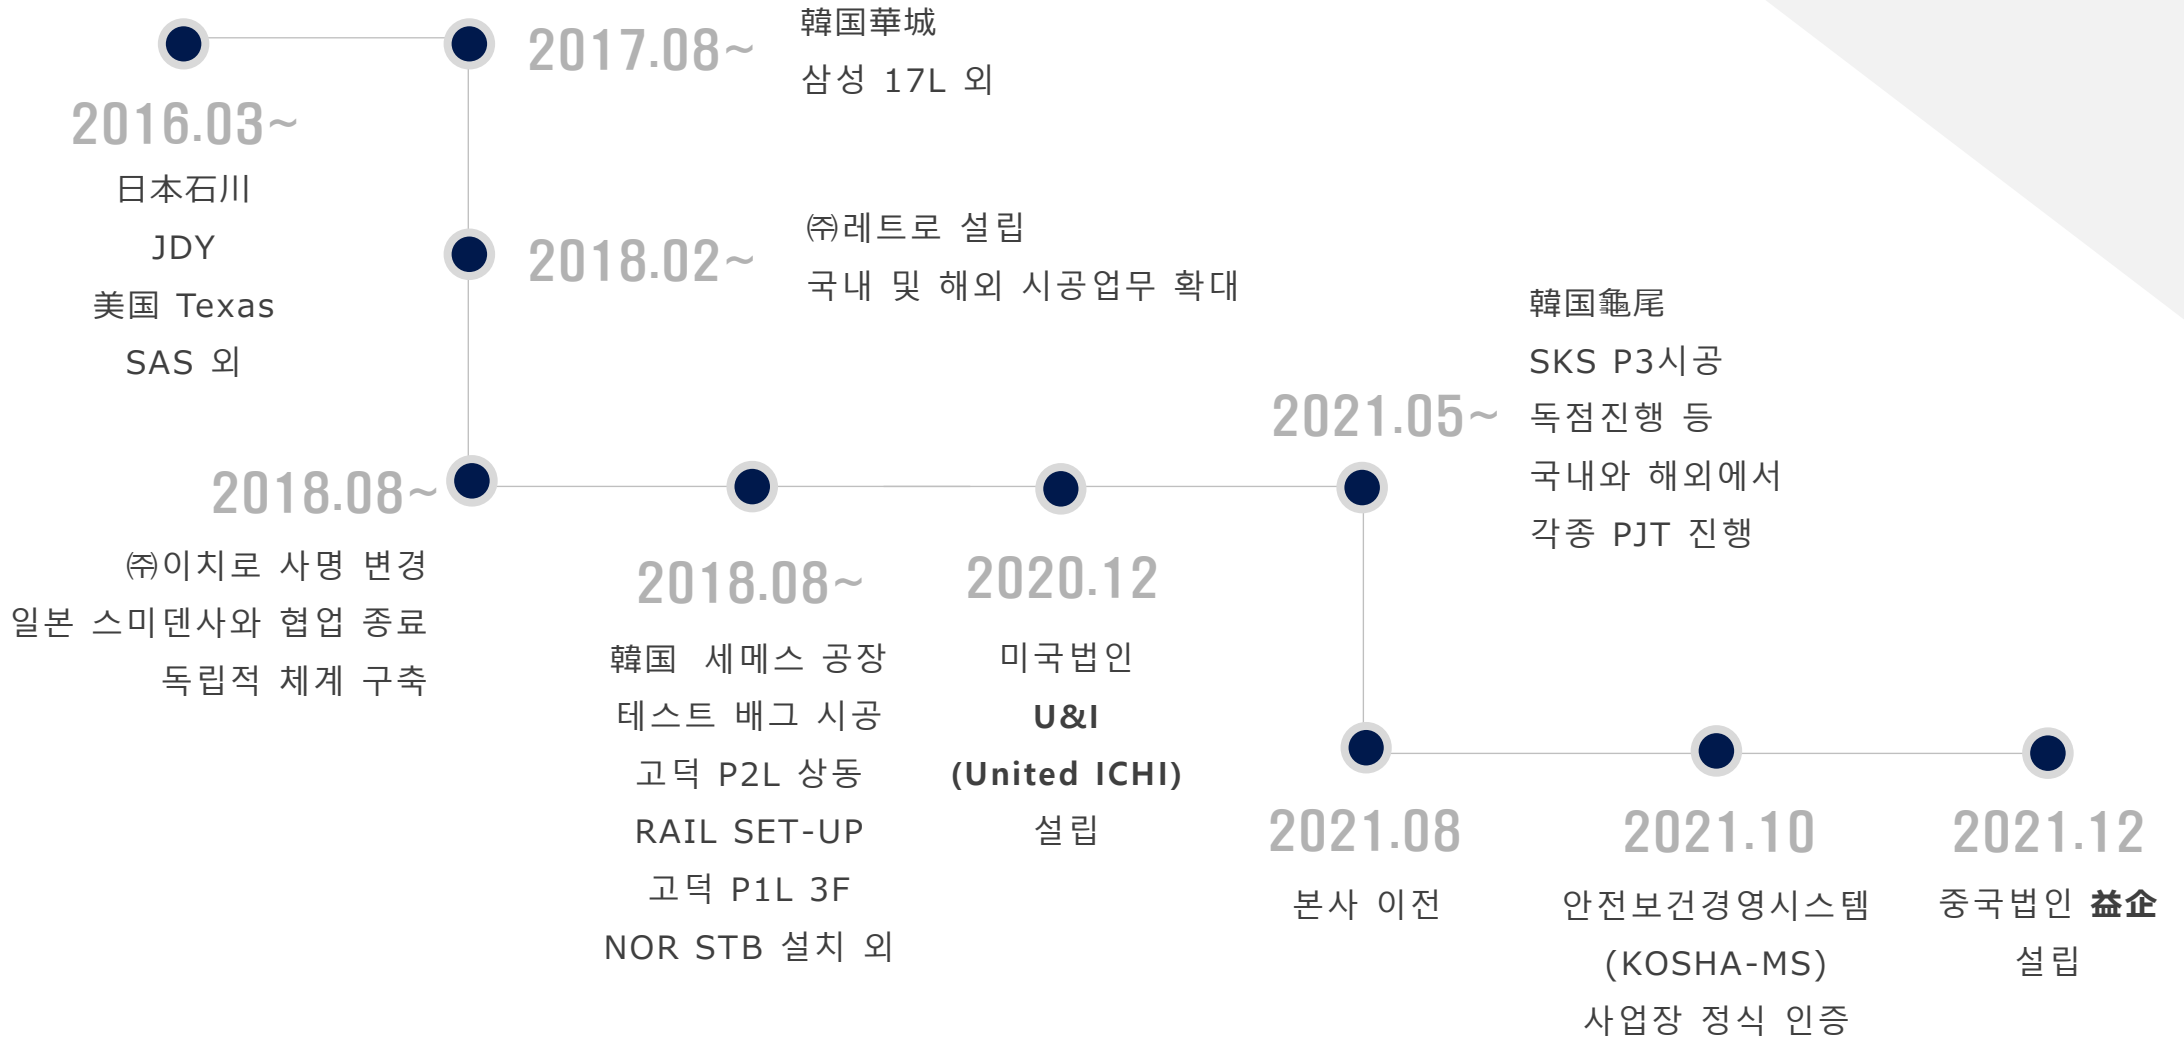 2016.03~
日本石川
JDY
美国 Texas
SAS 외
2017.08~
韓国華城
삼성 17L 외
2018.02~
㈜레트로 설립
국내 및 해외 시공업무 확대
2018.08~
㈜이치로 사명 변경
일본 스미덴사와 협업 종료
독립적 체계 구축
2018.08~
韓国 세메스 공장
테스트 배그 시공
고덕 P2L 상동
RAIL SET-UP
고덕 P1L 3F
NOR STB 설치 외
2020.12
미국법인
U&I
(United ICHI)
설립
2021.05~
韓国龜尾
SKS P3시공
독점진행 등
국내와 해외에서
각종 PJT 진행
2021.08
본사 이전
2021.10
안전보건경영시스템
(KOSHA-MS)
사업장 정식 인증
2021.12
중국법인 益企
설립